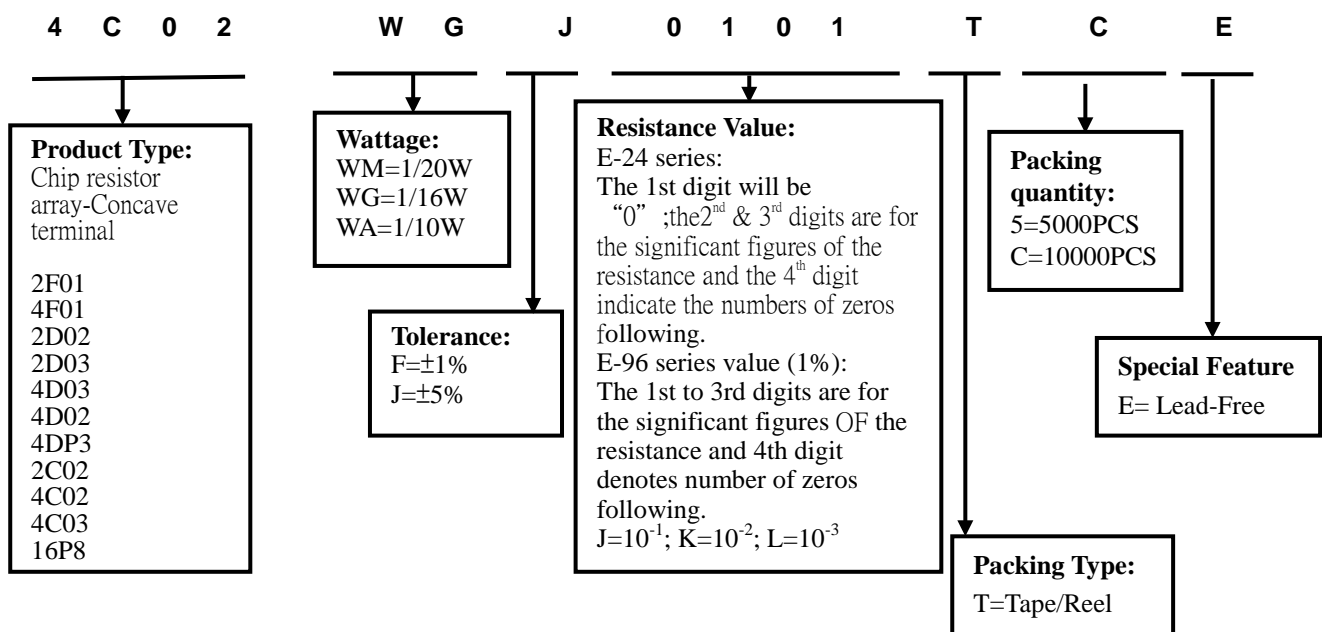 4 C 0 2 W G J 0 1 0 1 T C E
Product Type:
Chip resistor
array-Concave
terminal
2F01
4F01
2D02
2D03
4D03
4D02
4DP3
2C02
4C02
4C03
16P8
Wattage:
WM=1/20W
WG=1/16W
WA=1/10W
Tolerance:
F=±1%
J=±5%
Resistance Value:
E-24 series:
The 1st digit will be
“0” ;the2nd & 3rd digits are for
the significant figures of the
resistance and the 4th digit
indicate the numbers of zeros
following.
E-96 series value (1%):
The 1st to 3rd digits are for
the significant figures OF the
resistance and 4th digit
denotes number of zeros
following.
J=10-1; K=10-2; L=10-3
Packing Type:
T=Tape/Reel
Packing
quantity:
5=5000PCS
C=10000PCS
Special Feature
E= Lead-Free